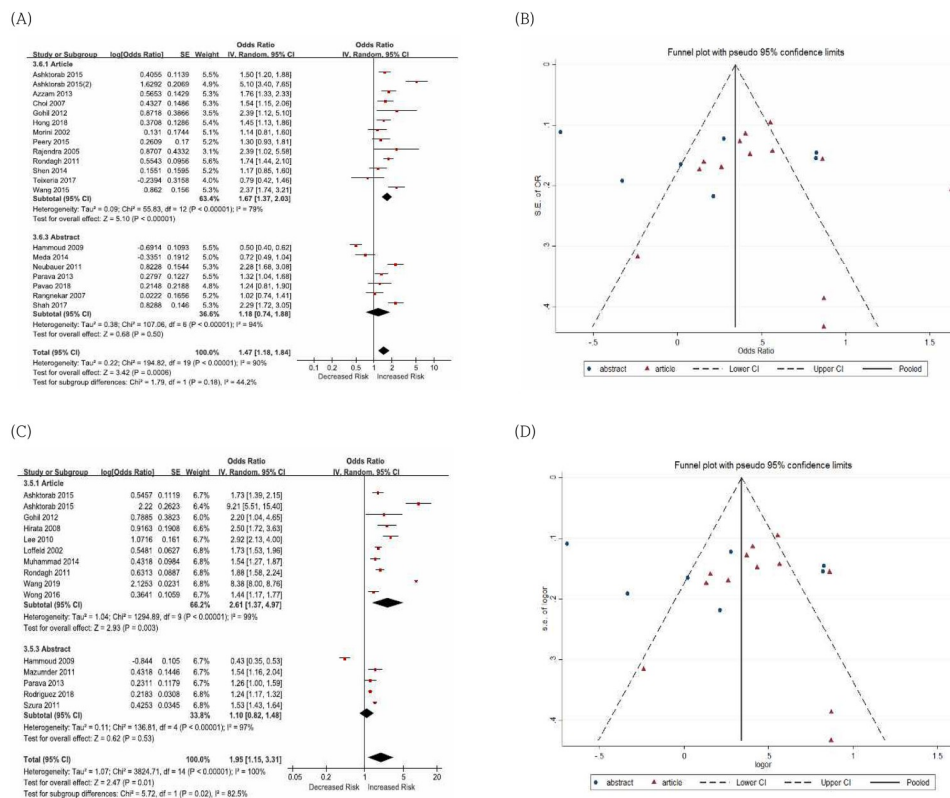 (A)
Odds Ratio Odds Ratio
Study or Subgroup log[Odds Ratio] SE Weight IV, Random, 95% CI IV, Random, 95% CI
3.6.1 Article
Ashktorab 2015 0.4055 0.1139 5.5% 1.50 [1.20, 1.88]
Ashktorab 2015(2) 1.6292 0.2069 4.9% 5.10 [3.40, 7.65]
Azzam 2013 0.5653 0.1429 5.3% 1.76 [1.33, 2.33]
Choi 2007 0.4327 0.1486 5.3% 1.54 [1.15, 2.06]
Gohil 2012 0.8718 0.3866 3.4% 2.39 [1.12, 5.10]
Hong 2018 0.3708 0.1286 5.4% 1.45 [1.13, 1.86]
Morini 2002 0.131 0.1744 5.1% 1.14 [0.81, 1.60]
Peery 2015 0.2609 0.17 5.1% 1.30 [0.93, 1.81]
Rajendra 2005 0.8707 0.4332 3.1% 2.39 [1.02, 5.58]
Rondagh 2011 0.5543 0.0956 5.5% 1.74 [1.44, 2.10]
Shen 2014 0.1551 0.1595 5.2% 1.17 [0.85, 1.60]
Teixeria 2017 -0.2394 0.3158 4.0% 0.79 [0.42, 1.46]
Wang 2015 0.862 0.156 5.2% 2.37 [1.74, 3.21]
Subtotal (95% CI) 63.4% 1.67 [1.37, 2.03]
Heterogeneity: Tau² = 0.09; Chi² = 55.83, df = 12 (P < 0.00001); I² = 79%
Test for overall effect: Z = 5.10 (P < 0.00001)
3.6.3 Abstract
Hammoud 2009 -0.6914 0.1093 5.5% 0.50 [0.40, 0.62]
Meda 2014 -0.3351 0.1912 5.0% 0.72 [0.49, 1.04]
Neubauer 2011 0.8228 0.1544 5.2% 2.28 [1.68, 3.08]
Parava 2013 0.2797 0.1227 5.4% 1.32 [1.04, 1.68]
Pavao 2018 0.2148 0.2188 4.8% 1.24 [0.81, 1.90]
Rangnekar 2007 0.0222 0.1656 5.2% 1.02 [0.74, 1.41]
Shah 2017 0.8288 0.146 5.3% 2.29 [1.72, 3.05]
Subtotal (95% CI) 36.6% 1.18 [0.74, 1.88]
Heterogeneity: Tau² = 0.38; Chi² = 107.06, df = 6 (P < 0.00001); I² = 94%
Test for overall effect: Z = 0.68 (P = 0.50)
Total (95% CI) 100.0% 1.47 [1.18, 1.84]
Heterogeneity: Tau² = 0.22; Chi² = 194.82, df = 19 (P < 0.00001); I² = 90%
Test for overall effect: Z = 3.42 (P = 0.0006)
Test for subgroup differences: Chi² = 1.79, df = 1 (P = 0.18), I² = 44.2%
0.1 0.2 0.5 1 2 5 10
Decreased Risk Increased Risk
(B)
Funnel plot with pseudo 95% confidence limits
S.E. of OR
0
.1
.2
.3
.4
-.5 0 .5 1 1.5
Odds Ratio
abstract article Lower CI Upper CI Pooled
(C)
Odds Ratio Odds Ratio
Study or Subgroup log[Odds Ratio] SE Weight IV, Random, 95% CI IV, Random, 95% CI
3.5.1 Article
Ashktorab 2015 0.5457 0.1119 6.7% 1.73 [1.39, 2.15]
Ashktorab 2015 2.22 0.2623 6.4% 9.21 [5.51, 15.40]
Gohil 2012 0.7885 0.3823 6.0% 2.20 [1.04, 4.65]
Hirata 2008 0.9163 0.1908 6.6% 2.50 [1.72, 3.63]
Lee 2010 1.0716 0.161 6.7% 2.92 [2.13, 4.00]
Loffeld 2002 0.5481 0.0627 6.7% 1.73 [1.53, 1.96]
Muhammad 2014 0.4318 0.0984 6.7% 1.54 [1.27, 1.87]
Rondagh 2011 0.6313 0.0887 6.7% 1.88 [1.58, 2.24]
Wang 2019 2.1253 0.0231 6.8% 8.38 [8.00, 8.76]
Wong 2016 0.3641 0.1059 6.7% 1.44 [1.17, 1.77]
Subtotal (95% CI) 66.2% 2.61 [1.37, 4.97]
Heterogeneity: Tau² = 1.04; Chi² = 1294.89, df = 9 (P < 0.00001); I² = 99%
Test for overall effect: Z = 2.93 (P = 0.003)
3.5.3 Abstract
Hammoud 2009 -0.844 0.105 6.7% 0.43 [0.35, 0.53]
Mazumder 2011 0.4318 0.1446 6.7% 1.54 [1.16, 2.04]
Parava 2013 0.2311 0.1179 6.7% 1.26 [1.00, 1.59]
Rodriguez 2018 0.2183 0.0308 6.8% 1.24 [1.17, 1.32]
Szura 2011 0.4253 0.0345 6.8% 1.53 [1.43, 1.64]
Subtotal (95% CI) 33.8% 1.10 [0.82, 1.48]
Heterogeneity: Tau² = 0.11; Chi² = 136.81, df = 4 (P < 0.00001); I² = 97%
Test for overall effect: Z = 0.62 (P = 0.53)
Total (95% CI) 100.0% 1.95 [1.15, 3.31]
Heterogeneity: Tau² = 1.07; Chi² = 3824.71, df = 14 (P < 0.00001); I² = 100%
Test for overall effect: Z = 2.47 (P = 0.01)
Test for subgroup differences: Chi² = 5.72, df = 1 (P = 0.02), I² = 82.5%
0.05 0.2 1 5 20
Decreased Risk Increased Risk
(D)
Funnel plot with pseudo 95% confidence limits
s.e. of logor
0
.1
.2
.3
.4
-.5 0 .5 1 1.5
logor
abstract article Lower CI Upper CI Pooled